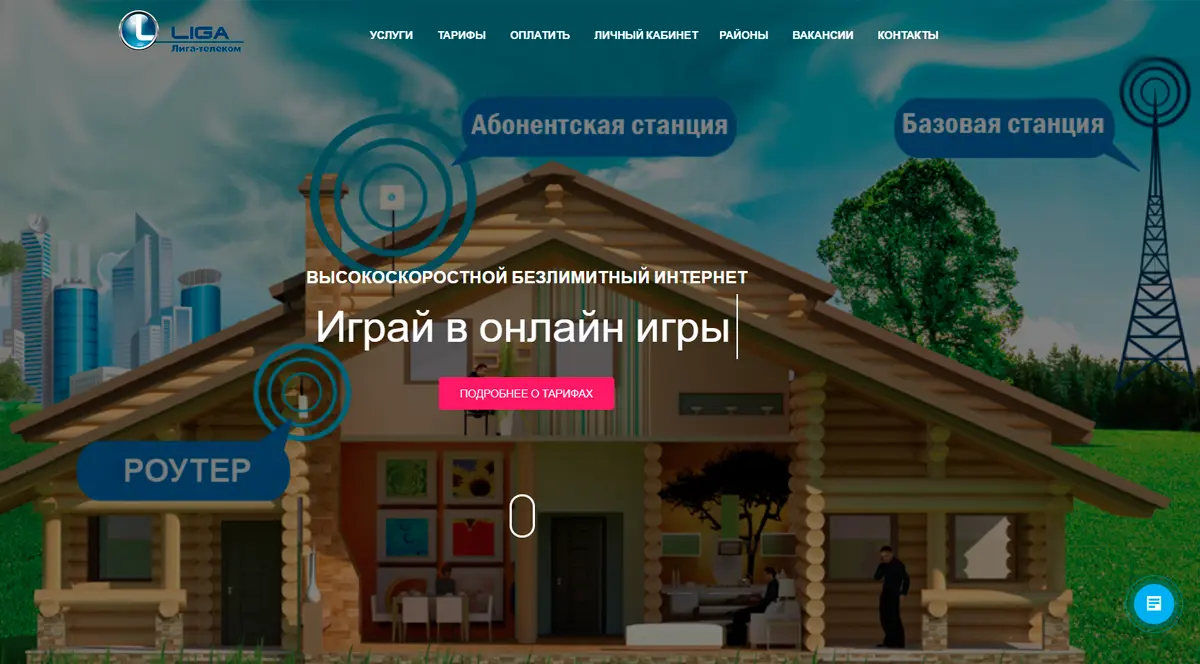 LIGA
Лига-телеком
УСЛУГИ ТАРИФЫ ОПЛАТИТЬ ЛИЧНЫЙ КАБИНЕТ РАЙОНЫ ВАКАНСИИ КОНТАКТЫ
Абонентская станция
Базовая станция
ВЫСОКОСКОРОСТНОЙ БЕЗЛИМИТНЫЙ ИНТЕРНЕТ
Играй в онлайн игры
ПОДРОБНЕЕ О ТАРИФАХ
РОУТЕР